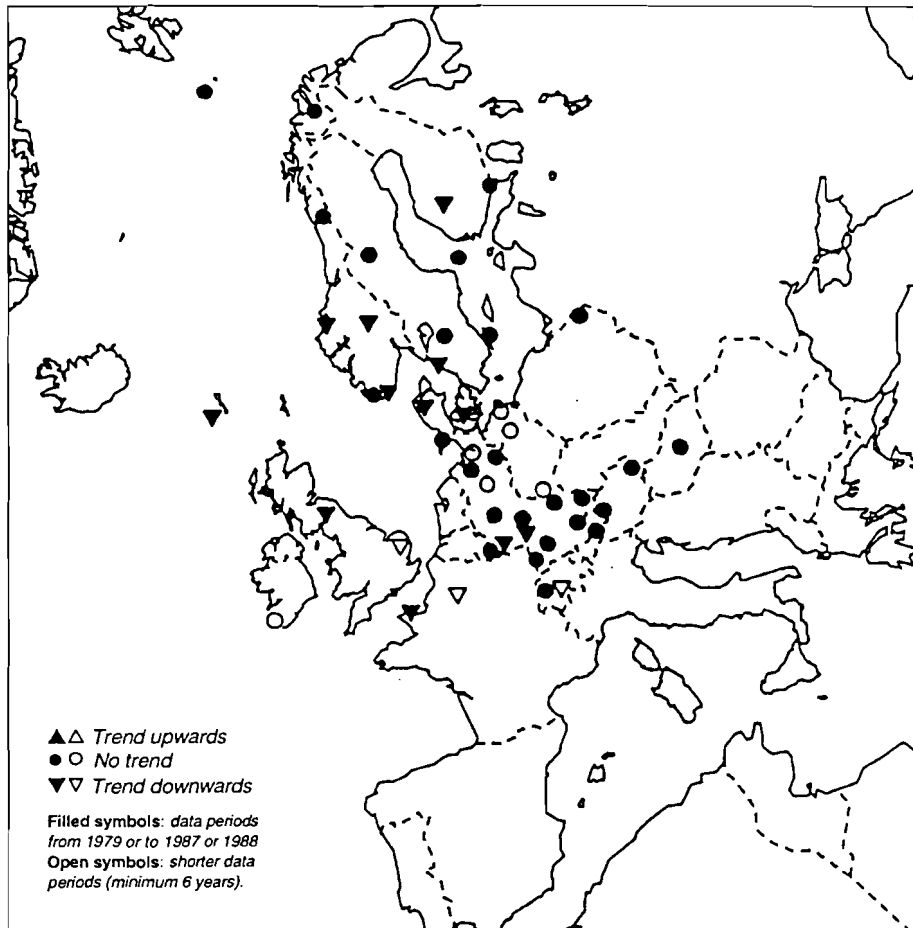 ▲△ Trend upwards
●○ No trend
▼▽ Trend downwards
Filled symbols: data periods
from 1979 or to 1987 or 1988
Open symbols: shorter data
periods (minimum 6 years).